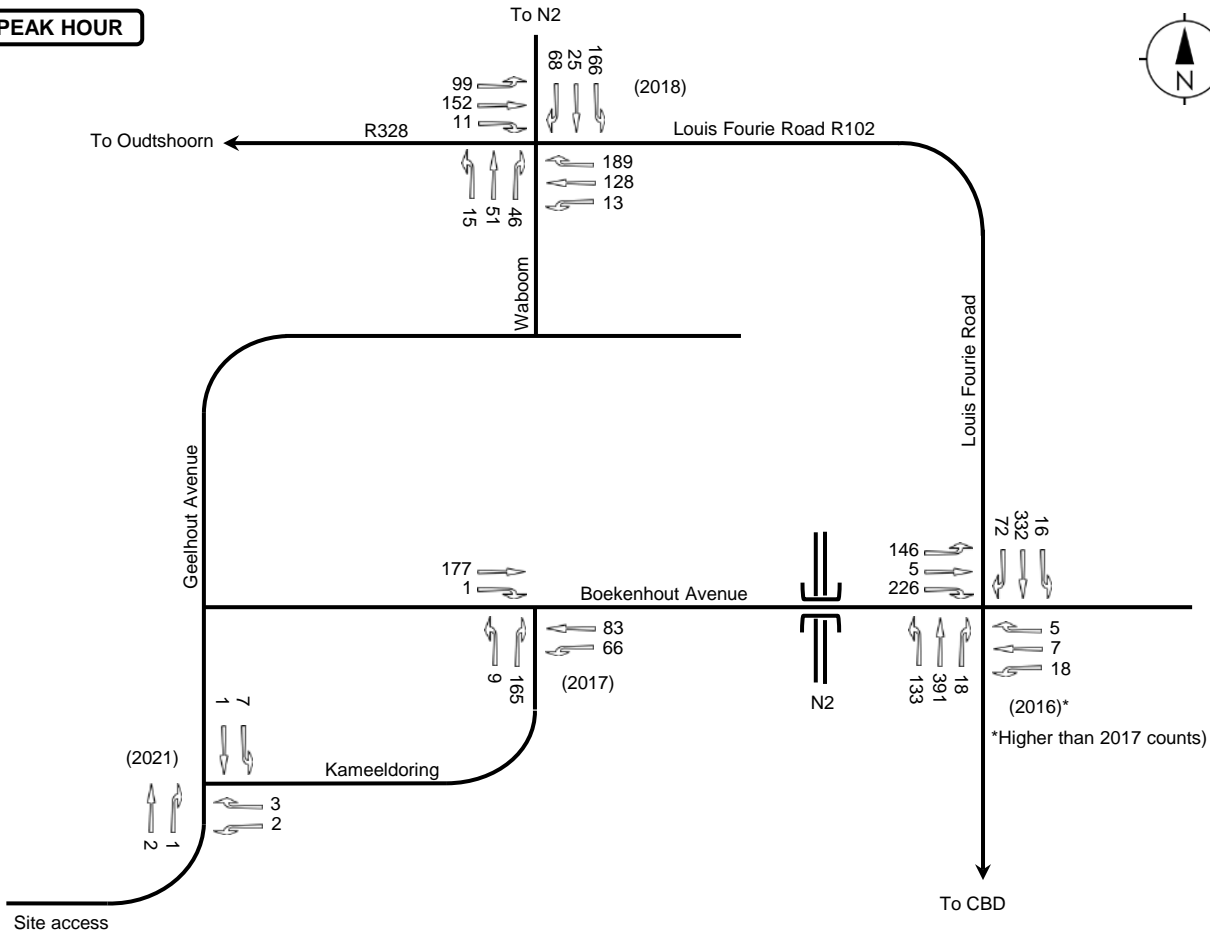 PEAK HOUR
To N2
N
68 25 166
(2018)
99
152
11
To Oudtshoorn
R328
Louis Fourie Road R102
189
128
13
15 51 46
Waboom
Louis Fourie Road
Geelhout Avenue
177
1
Boekenhout Avenue
83
66
9 165
(2017)
N2
146
5
226
72 332 16
5
7
18
133 391 18
(2016)*
*Higher than 2017 counts)
1 7
(2021)
Kameeldoring
3
2
2 1
Site access
To CBD